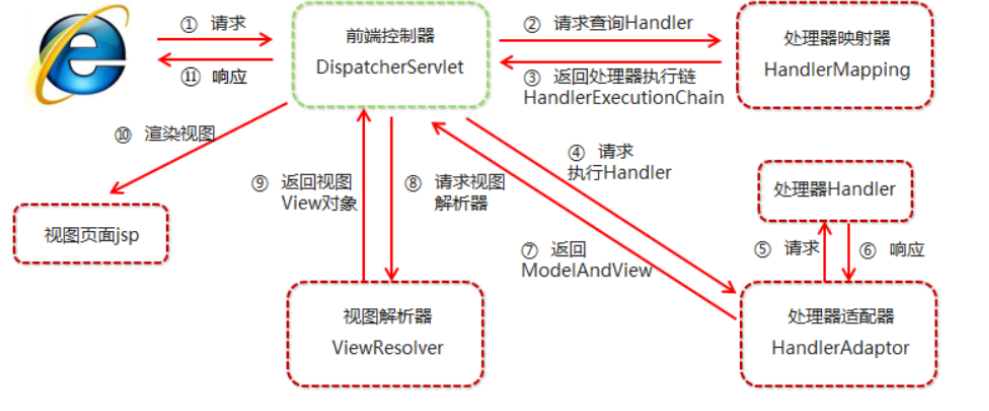 ① 请求
⑪ 响应
前端控制器
DispatcherServlet
② 请求查询Handler
③ 返回处理器执行链
HandlerExecutionChain
处理器映射器
HandlerMapping
⑩ 渲染视图
视图页面jsp
⑨ 返回视图
View对象
⑧ 请求视图
解析器
④ 请求
执行Handler
⑦ 返回
ModelAndView
处理器Handler
⑤ 请求
⑥ 响应
视图解析器
ViewResolver
处理器适配器
HandlerAdaptor